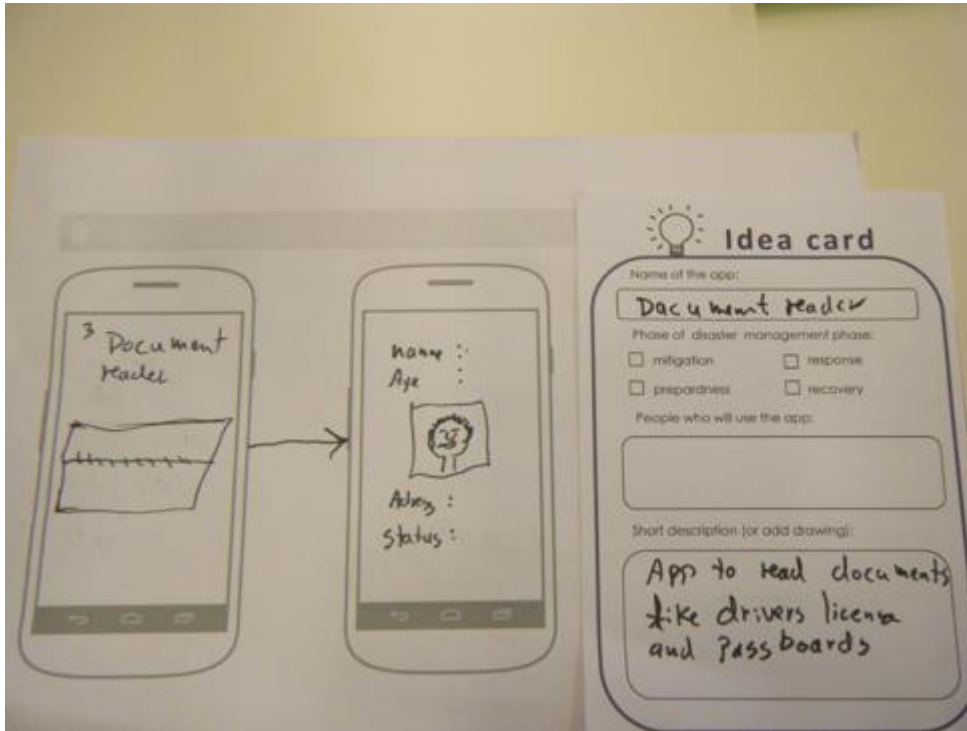 3 Document
reader
name :
Age :
Adress :
status :
Idea card
Name of the app:
Document reader
Phase of disaster management phase:
mitigation
response
prepardness
recovery
People who will use the app:
Short description (or add drawing):
App to read documents
like drivers license
and Passboards